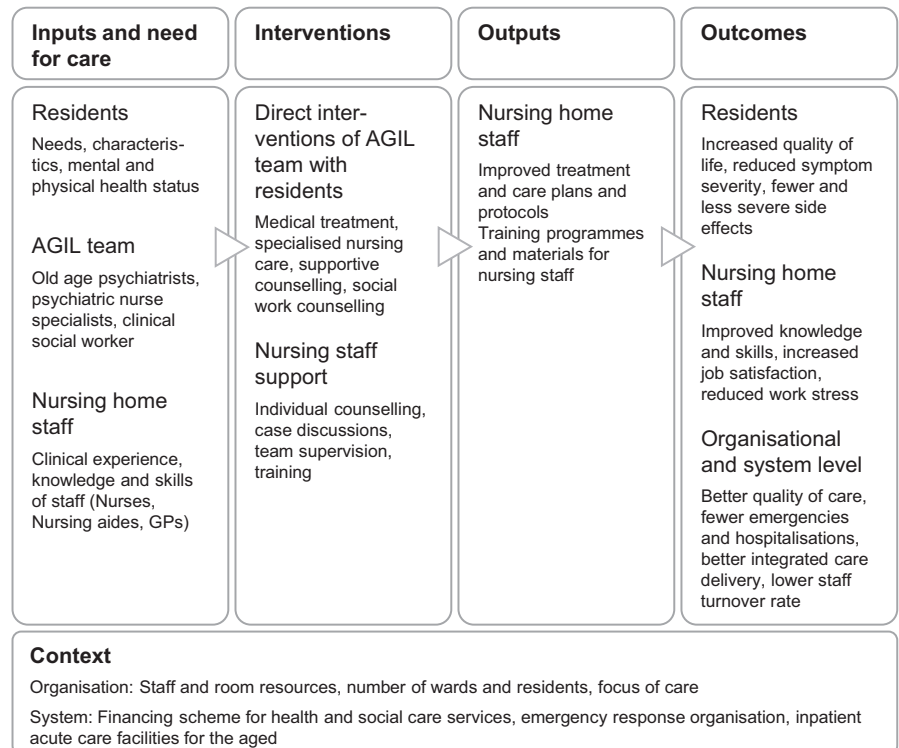 Inputs and need
for care
Interventions
Outputs
Outcomes
Residents
Needs, characteris-
tics, mental and
physical health status
AGIL team
Old age psychiatrists,
psychiatric nurse
specialists, clinical
social worker
Nursing home
staff
Clinical experience,
knowledge and skills
of staff (Nurses,
Nursing aides, GPs)
Direct inter-
ventions of AGIL
team with
residents
Medical treatment,
specialised nursing
care, supportive
counselling, social
work counselling
Nursing staff
support
Individual counselling,
case discussions,
team supervision,
training
Nursing home
staff
Improved treatment
and care plans and
protocols
Training programmes
and materials for
nursing staff
Residents
Increased quality of
life, reduced symptom
severity, fewer and
less severe side
effects
Nursing home
staff
Improved knowledge
and skills, increased
job satisfaction,
reduced work stress
Organisational
and system level
Better quality of care,
fewer emergencies
and hospitalisations,
better integrated care
delivery, lower staff
turnover rate
Context
Organisation: Staff and room resources, number of wards and residents, focus of care
System: Financing scheme for health and social care services, emergency response organisation, inpatient
acute care facilities for the aged